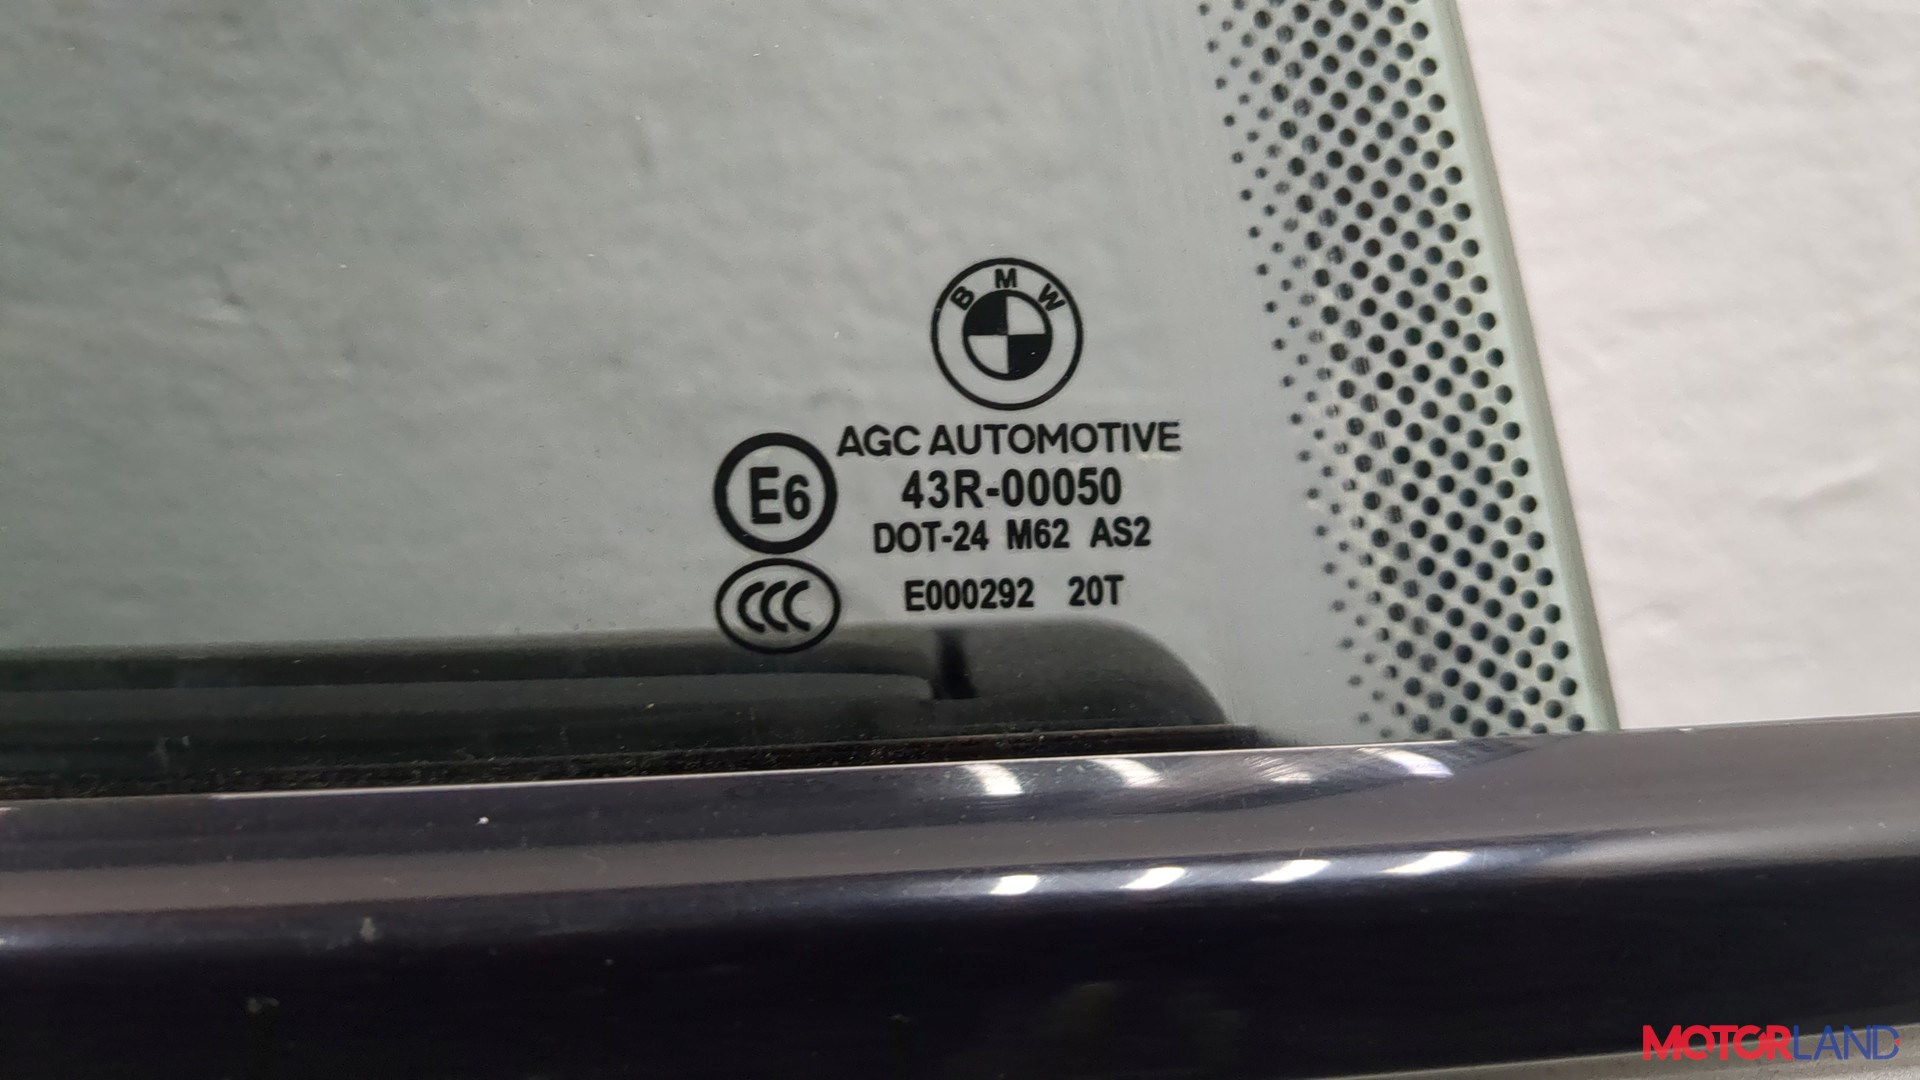 BMW
AGC AUTOMOTIVE
E6 43R-00050
DOT-24 M62 AS2
CCC E000292 20T
MOTORLAND